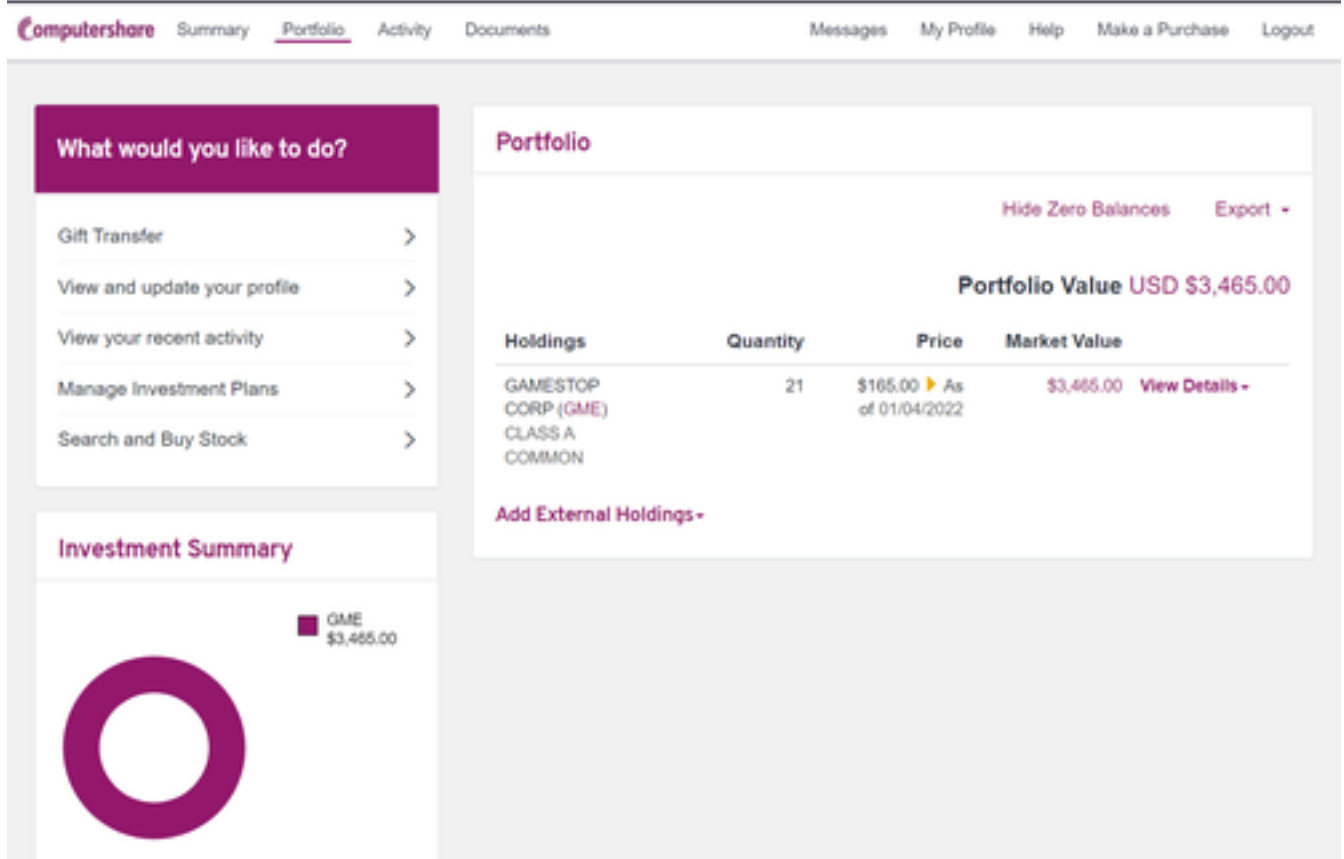 Computershare Summary Portfolio Activity Documents Messages My Profile Help Make a Purchase Logout
What would you like to do?
Gift Transfer
View and update your profile
View your recent activity
Manage Investment Plans
Search and Buy Stock
Investment Summary
GME
$3,465.00
Portfolio
Hide Zero Balances Export
Portfolio Value USD $3,465.00
Holdings Quantity Price Market Value
GAMESTOP 21 $165.00 As $3,465.00 View Details
CORP (GME) of 01/04/2022
CLASS A
COMMON
Add External Holdings